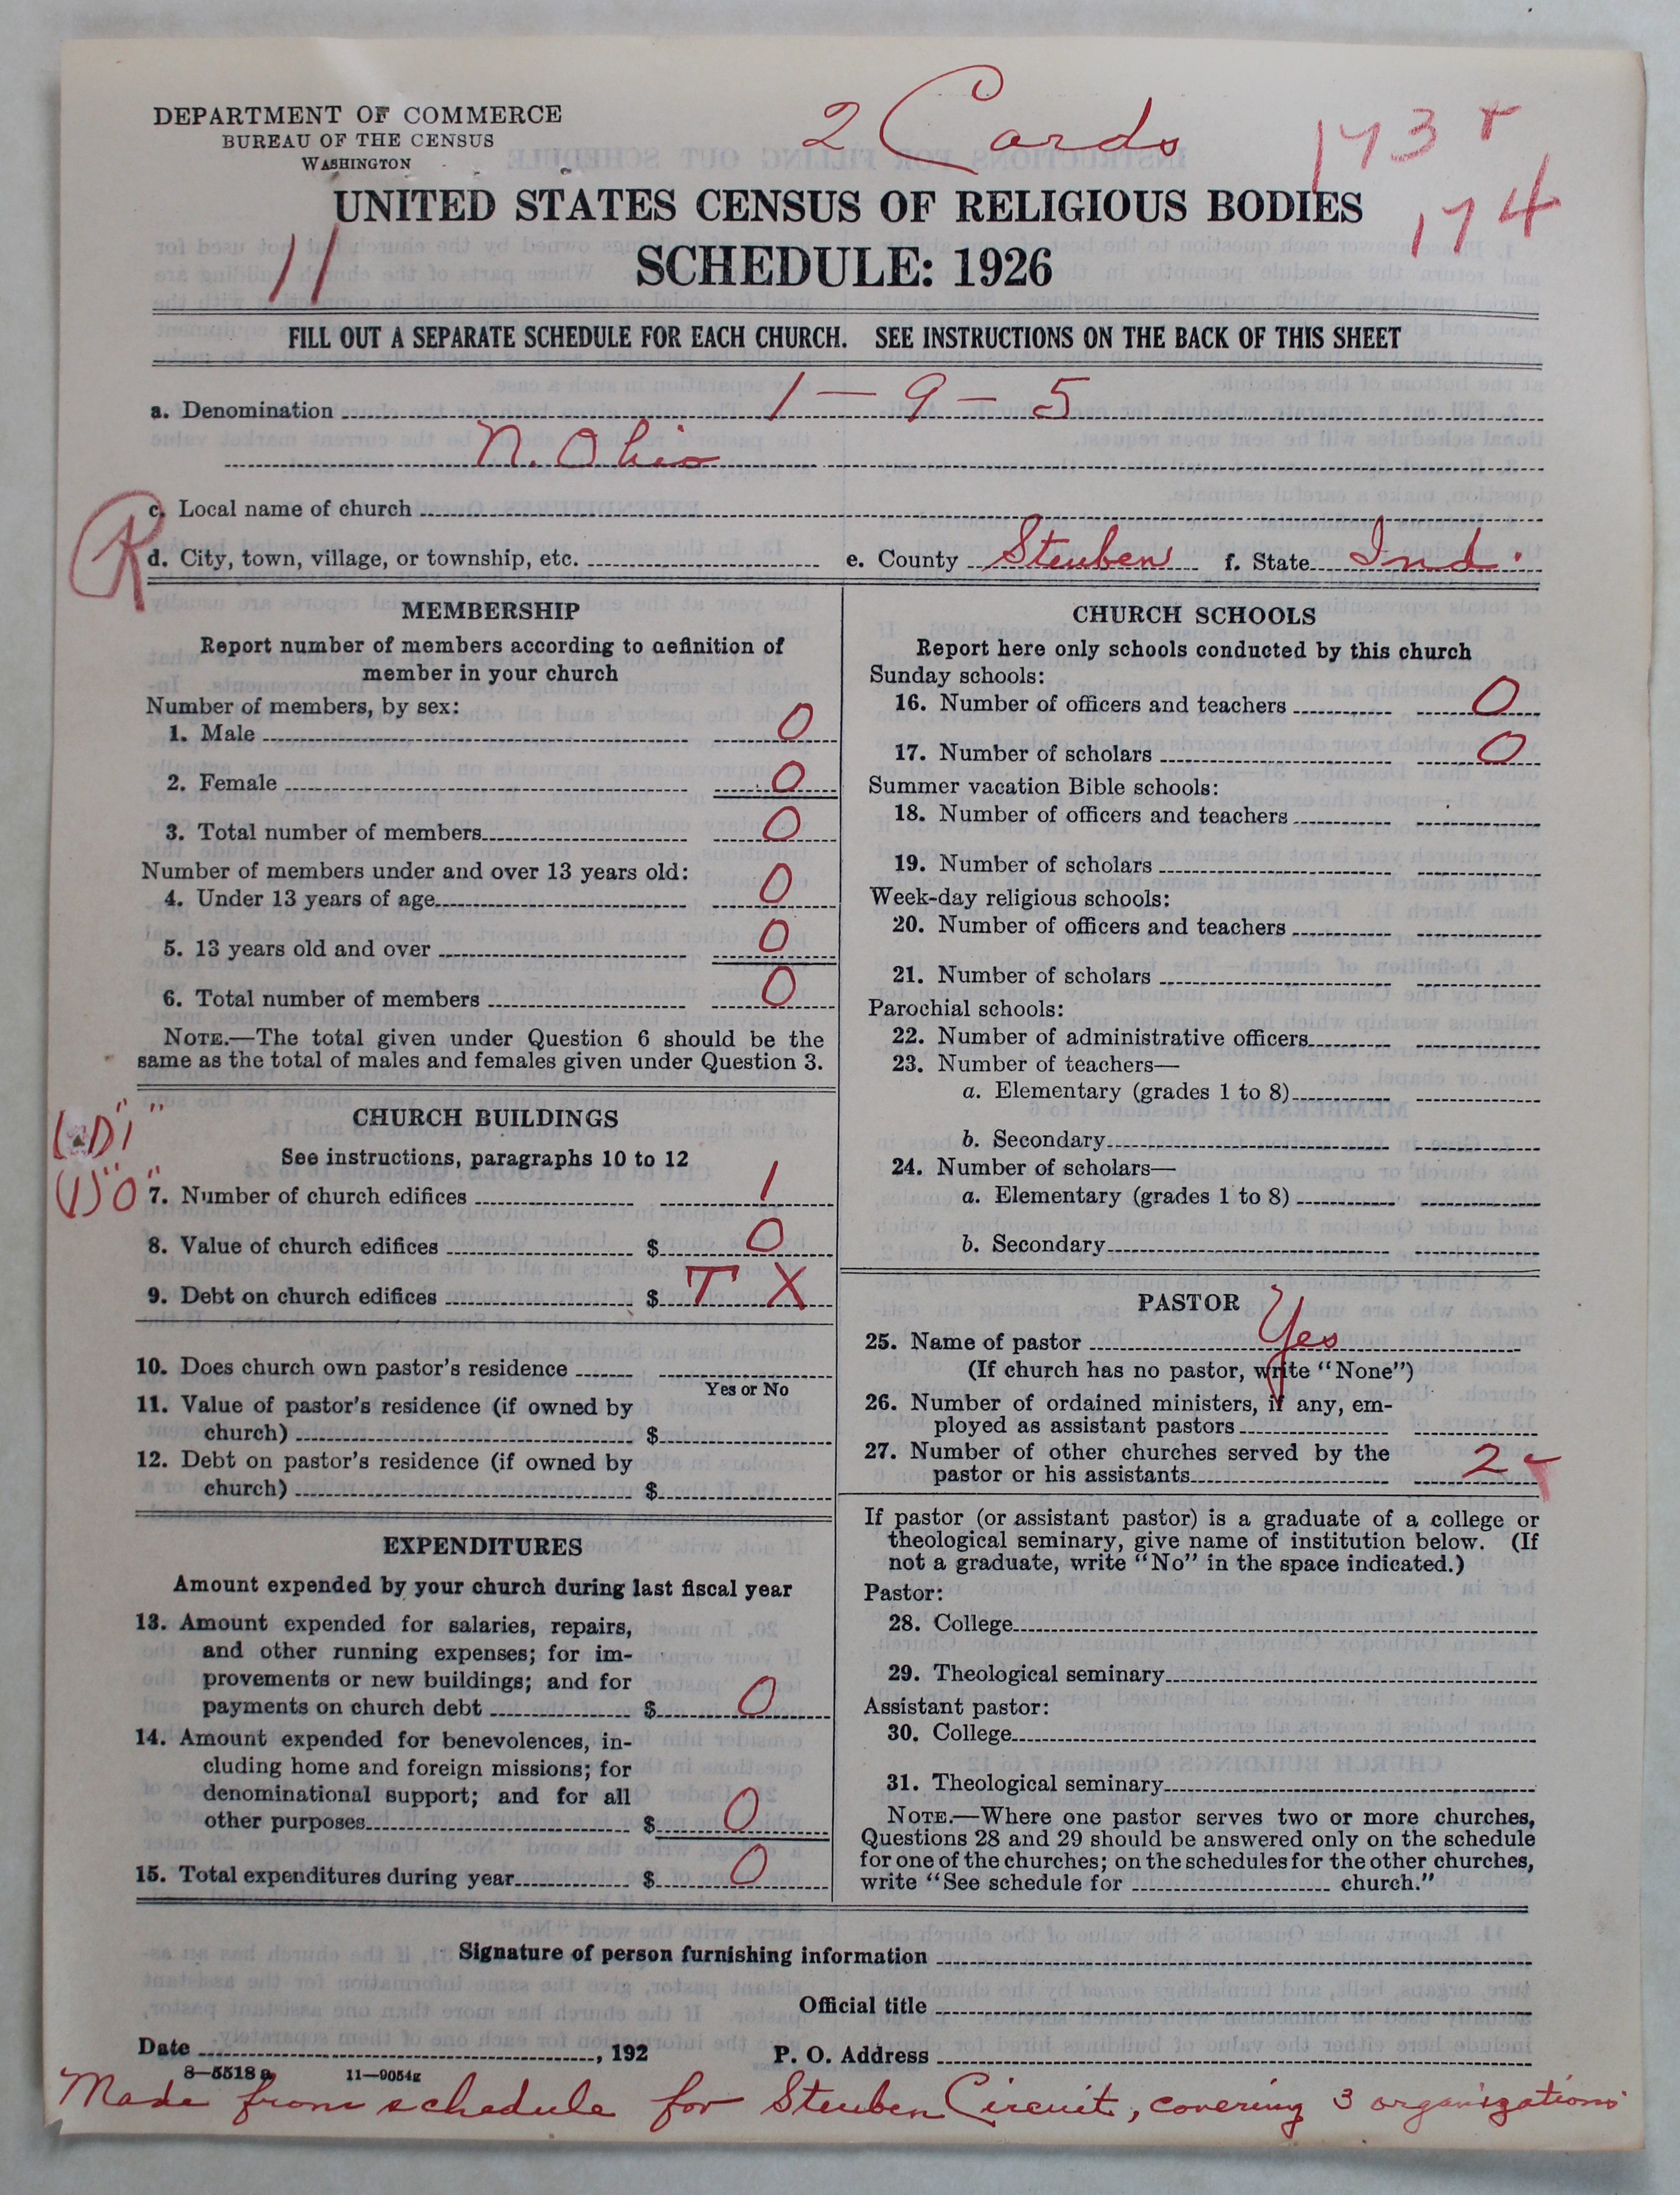 DEPARTMENT OF COMMERCE
BUREAU OF THE CENSUS
WASHINGTON
2 Cards
173 &
174
UNITED STATES CENSUS OF RELIGIOUS BODIES
11
SCHEDULE: 1926
FILL OUT A SEPARATE SCHEDULE FOR EACH CHURCH. SEE INSTRUCTIONS ON THE BACK OF THIS SHEET
a. Denomination 1 — 9 — 5
N. Ohio
R
c. Local name of church
d. City, town, village, or township, etc. e. County Steuben f. State Ind.
MEMBERSHIP
Report number of members according to definition of
member in your church
Number of members, by sex:
1. Male 0
2. Female 0
3. Total number of members 0
Number of members under and over 13 years old:
4. Under 13 years of age 0
5. 13 years old and over 0
6. Total number of members 0
NOTE.—The total given under Question 6 should be the
same as the total of males and females given under Question 3.
CHURCH BUILDINGS
See instructions, paragraphs 10 to 12
(1) "0"
7. Number of church edifices 1
8. Value of church edifices $ 0
9. Debt on church edifices $ T X
10. Does church own pastor's residence
Yes or No
11. Value of pastor's residence (if owned by
church) $
12. Debt on pastor's residence (if owned by
church) $
EXPENDITURES
Amount expended by your church during last fiscal year
13. Amount expended for salaries, repairs,
and other running expenses; for im-
provements or new buildings; and for
payments on church debt $ 0
14. Amount expended for benevolences, in-
cluding home and foreign missions; for
denominational support; and for all
other purposes $ 0
15. Total expenditures during year $ 0
CHURCH SCHOOLS
Report here only schools conducted by this church
Sunday schools:
16. Number of officers and teachers 0
17. Number of scholars 0
Summer vacation Bible schools:
18. Number of officers and teachers
19. Number of scholars
Week-day religious schools:
20. Number of officers and teachers
21. Number of scholars
Parochial schools:
22. Number of administrative officers
23. Number of teachers—
a. Elementary (grades 1 to 8)
b. Secondary
24. Number of scholars—
a. Elementary (grades 1 to 8)
b. Secondary
PASTOR
25. Name of pastor Yes
(If church has no pastor, write "None")
26. Number of ordained ministers, if any, em-
ployed as assistant pastors
27. Number of other churches served by the
pastor or his assistants 2
If pastor (or assistant pastor) is a graduate of a college or
theological seminary, give name of institution below. (If
not a graduate, write "No" in the space indicated.)
Pastor:
28. College
29. Theological seminary
Assistant pastor:
30. College
31. Theological seminary
NOTE.—Where one pastor serves two or more churches,
Questions 28 and 29 should be answered only on the schedule
for one of the churches; on the schedules for the other churches,
write "See schedule for church."
Signature of person furnishing information
Official title
Date , 192 P. O. Address
8—5518a 11—9054g
Made from schedule for Steuben Circuit, covering 3 organizations